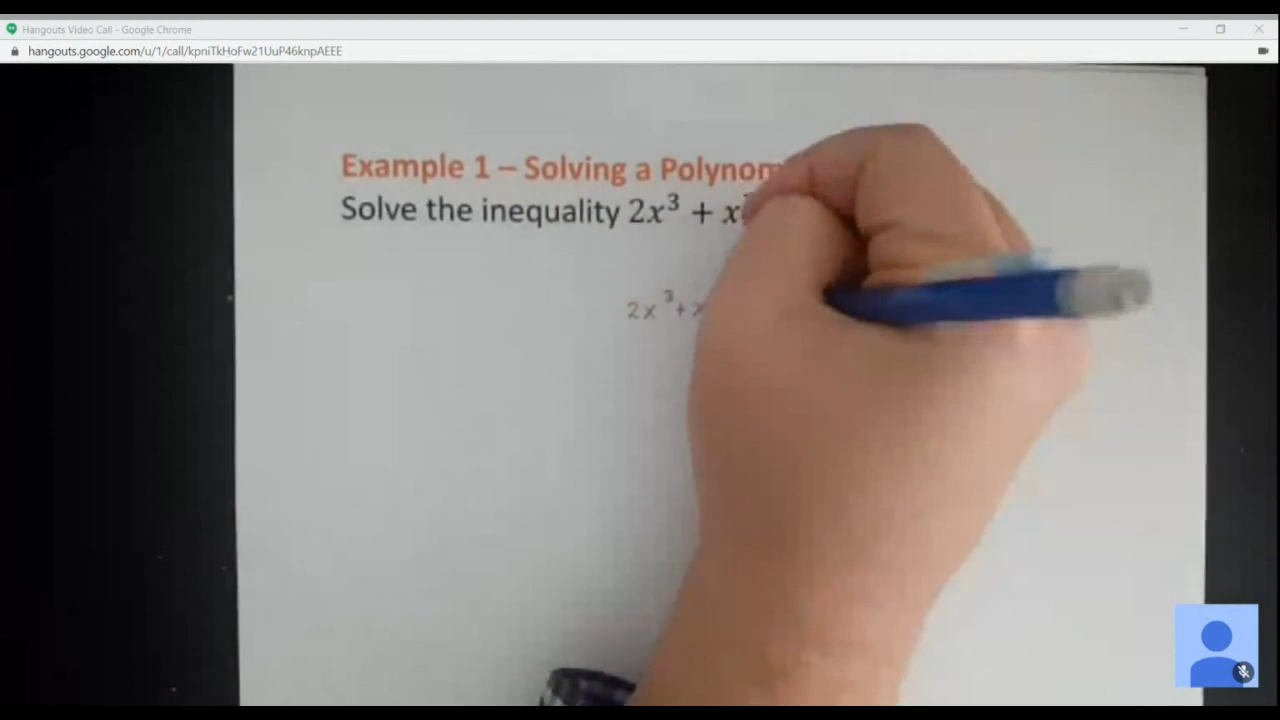 Hangouts Video Call - Google Chrome
hangouts.google.com/u/1/call/kpniTkHoFw21UuP46knpAEEE
Example 1 – Solving a Polynom
Solve the inequality 2x³ + x
2x³+x